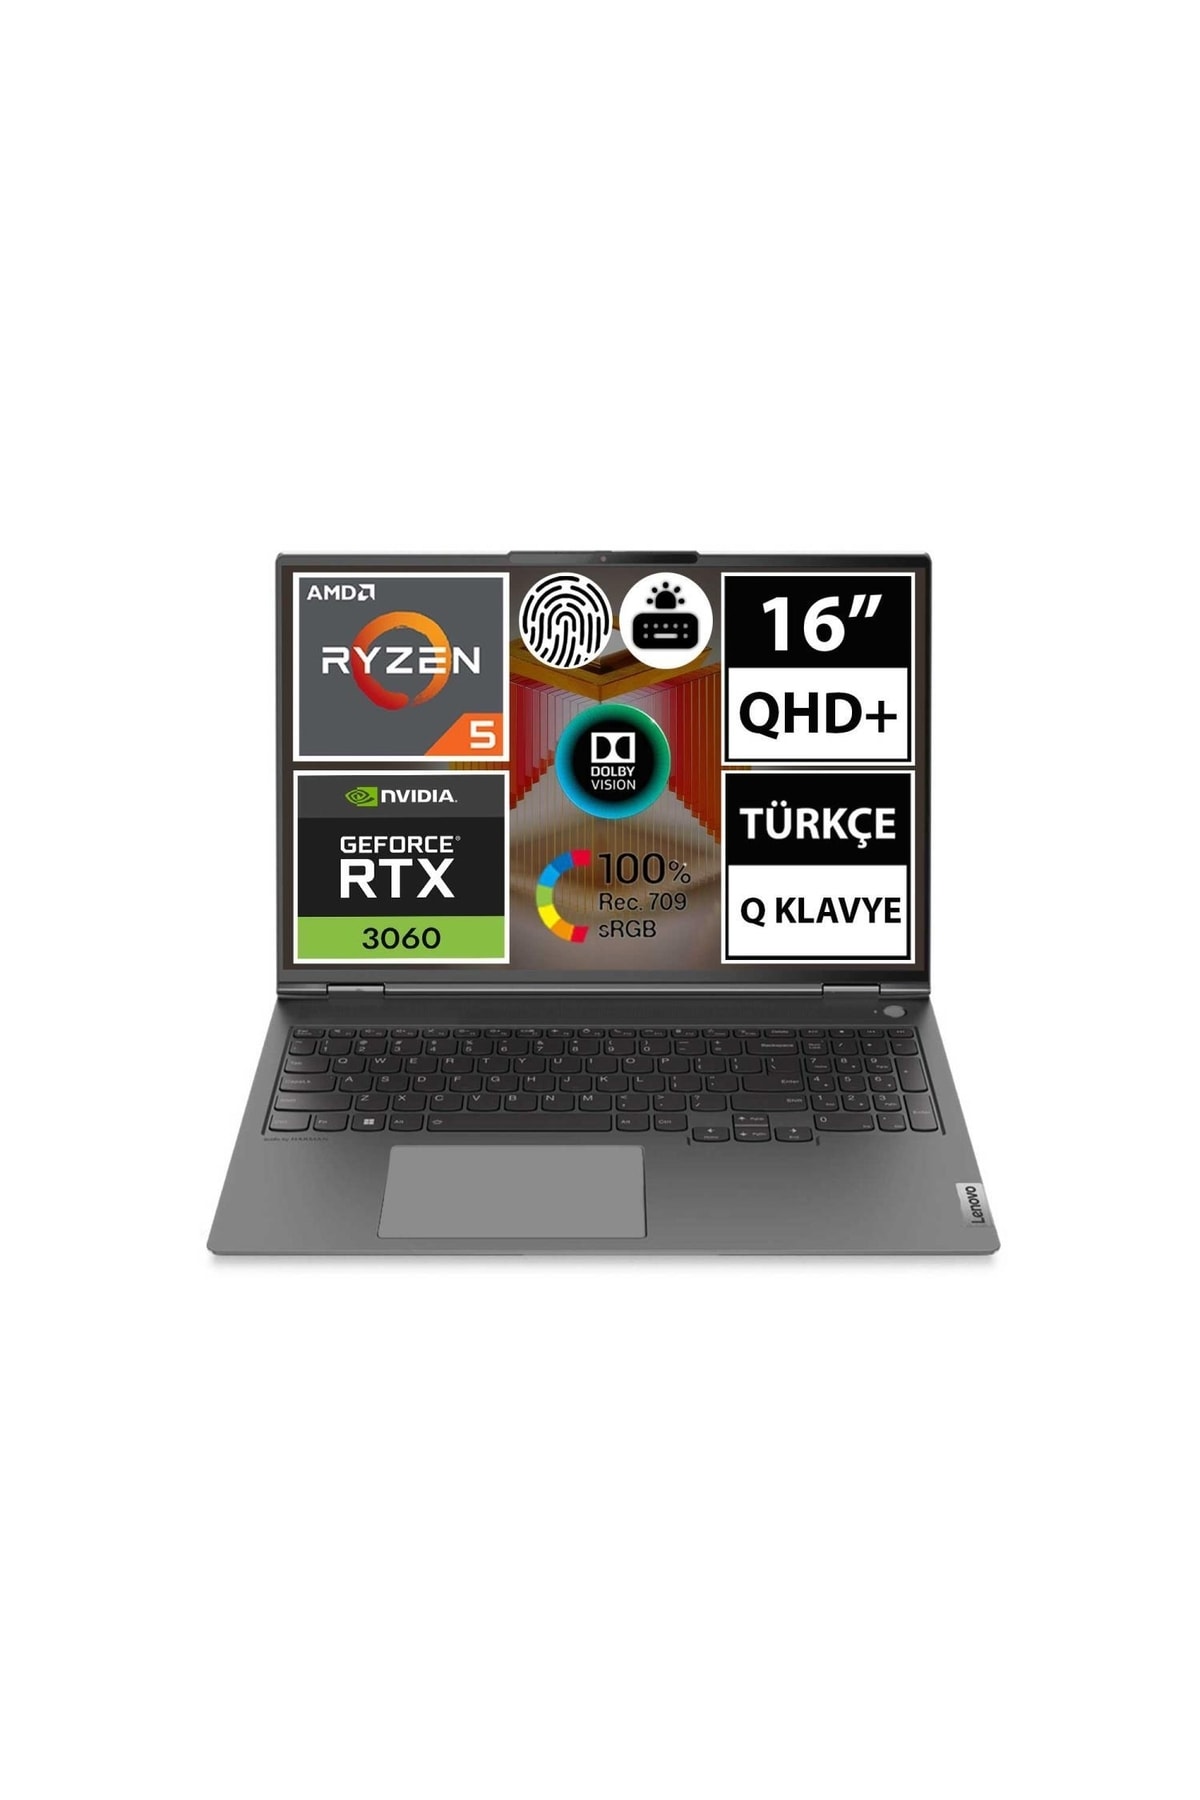 AMD
RYZEN
5
NVIDIA.
GEFORCE
RTX
3060
DOLBY
VISION
100%
Rec. 709
sRGB
16”
QHD+
TÜRKÇE
Q KLAVYE
Q W E R T Y U I O P
A S D F G H J K L
Z X C V B N M
Lenovo